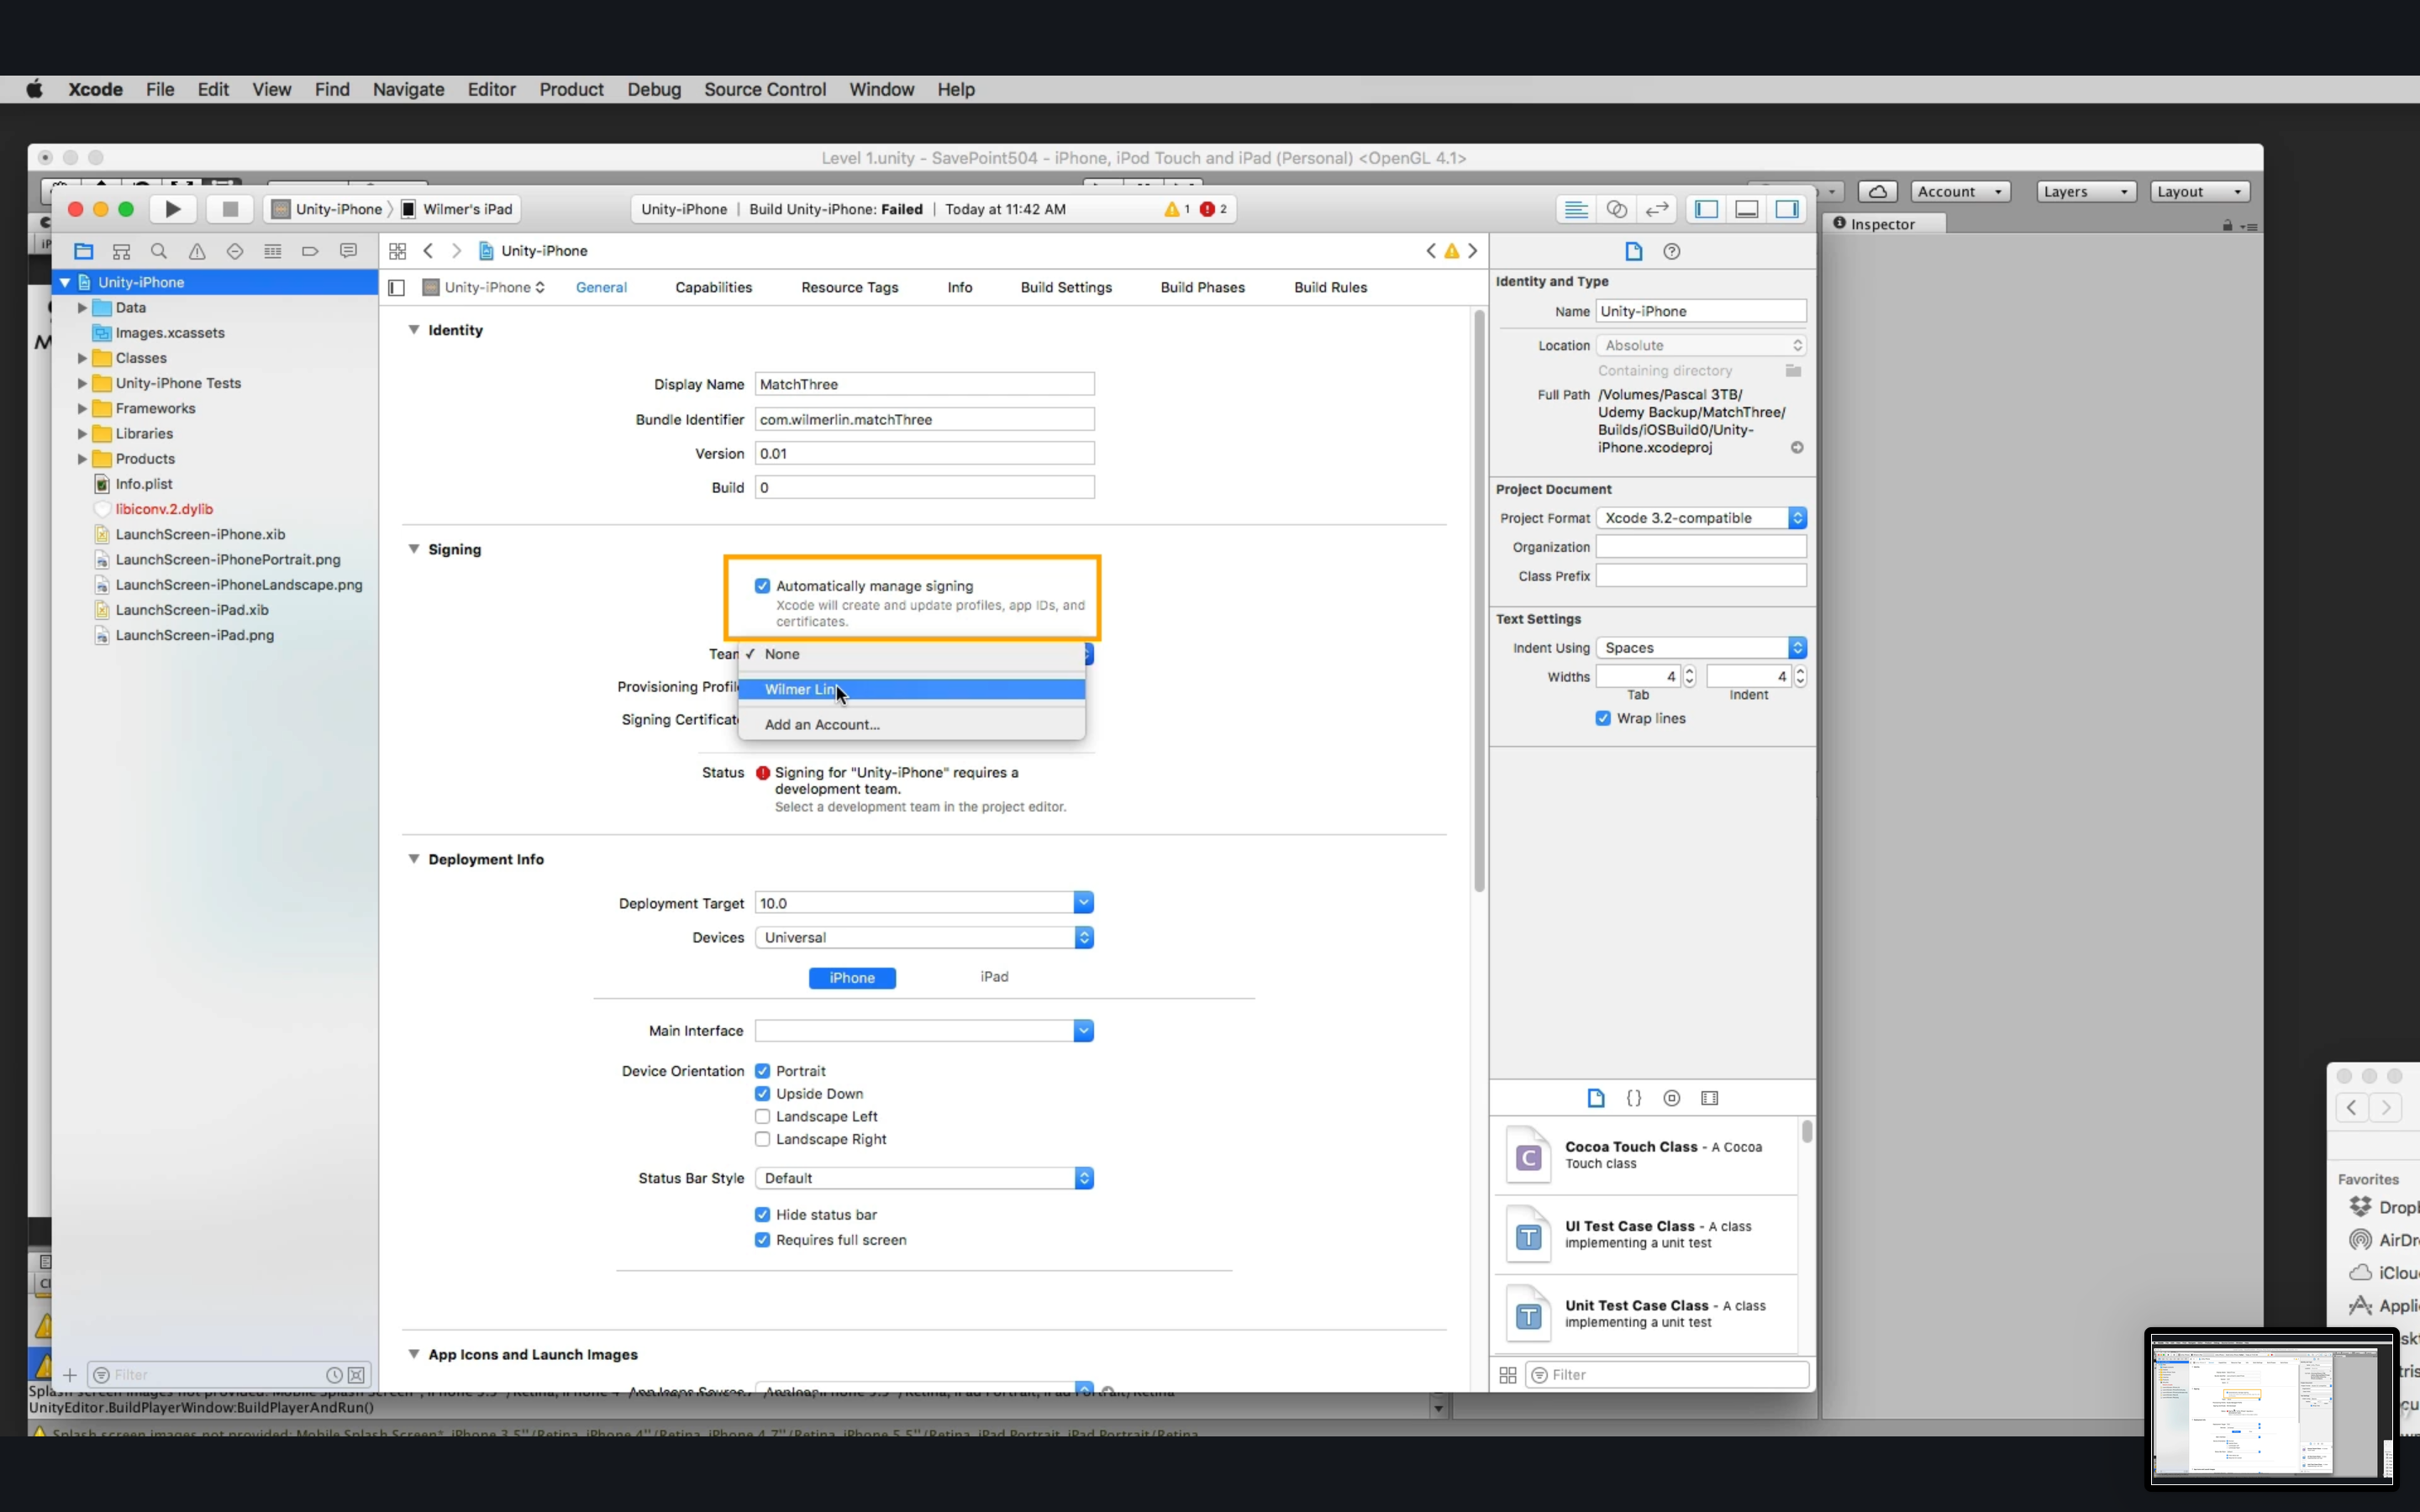 Xcode File Edit View Find Navigate Editor Product Debug Source Control Window Help
Level 1.unity - SavePoint504 - iPhone, iPod Touch and iPad (Personal) <OpenGL 4.1>
Account Layers Layout
Unity-iPhone Wilmer's iPad
Unity-iPhone | Build Unity-iPhone: Failed | Today at 11:42 AM 1 2
Inspector
Unity-iPhone
Unity-iPhone
Data
Images.xcassets
Classes
Unity-iPhone Tests
Frameworks
Libraries
Products
Info.plist
libiconv.2.dylib
LaunchScreen-iPhone.xib
LaunchScreen-iPhonePortrait.png
LaunchScreen-iPhoneLandscape.png
LaunchScreen-iPad.xib
LaunchScreen-iPad.png
Filter
Unity-iPhone General Capabilities Resource Tags Info Build Settings Build Phases Build Rules
Identity
Display Name MatchThree
Bundle Identifier com.wilmerlin.matchThree
Version 0.01
Build 0
Signing
Automatically manage signing
Xcode will create and update profiles, app IDs, and
certificates.
Team ✓ None
Provisioning Profile Wilmer Lin
Signing Certificate Add an Account...
Status Signing for "Unity-iPhone" requires a
development team.
Select a development team in the project editor.
Deployment Info
Deployment Target 10.0
Devices Universal
iPhone iPad
Main Interface
Device Orientation Portrait
Upside Down
Landscape Left
Landscape Right
Status Bar Style Default
Hide status bar
Requires full screen
App Icons and Launch Images
Identity and Type
Name Unity-iPhone
Location Absolute
Containing directory
Full Path /Volumes/Pascal 3TB/
Udemy Backup/MatchThree/
Builds/iOSBuild0/Unity-
iPhone.xcodeproj
Project Document
Project Format Xcode 3.2-compatible
Organization
Class Prefix
Text Settings
Indent Using Spaces
Widths 4 4
Tab Indent
Wrap lines
Cocoa Touch Class - A Cocoa
Touch class
UI Test Case Class - A class
implementing a unit test
Unit Test Case Class - A class
implementing a unit test
Filter
Favorites
UnityEditor.BuildPlayerWindow:BuildPlayerAndRun()